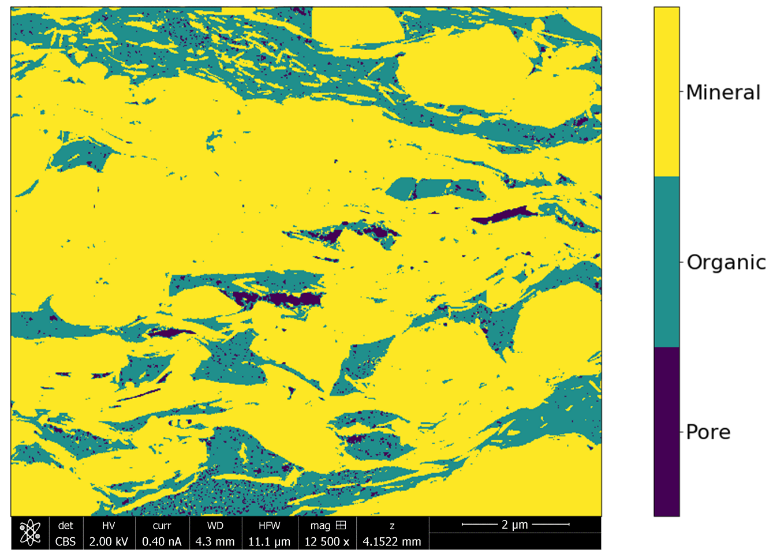 Mineral
Organic
Pore
det HV curr WD HFW mag z 2 µm
CBS 2.00 kV 0.40 nA 4.3 mm 11.1 µm 12 500 x 4.1522 mm